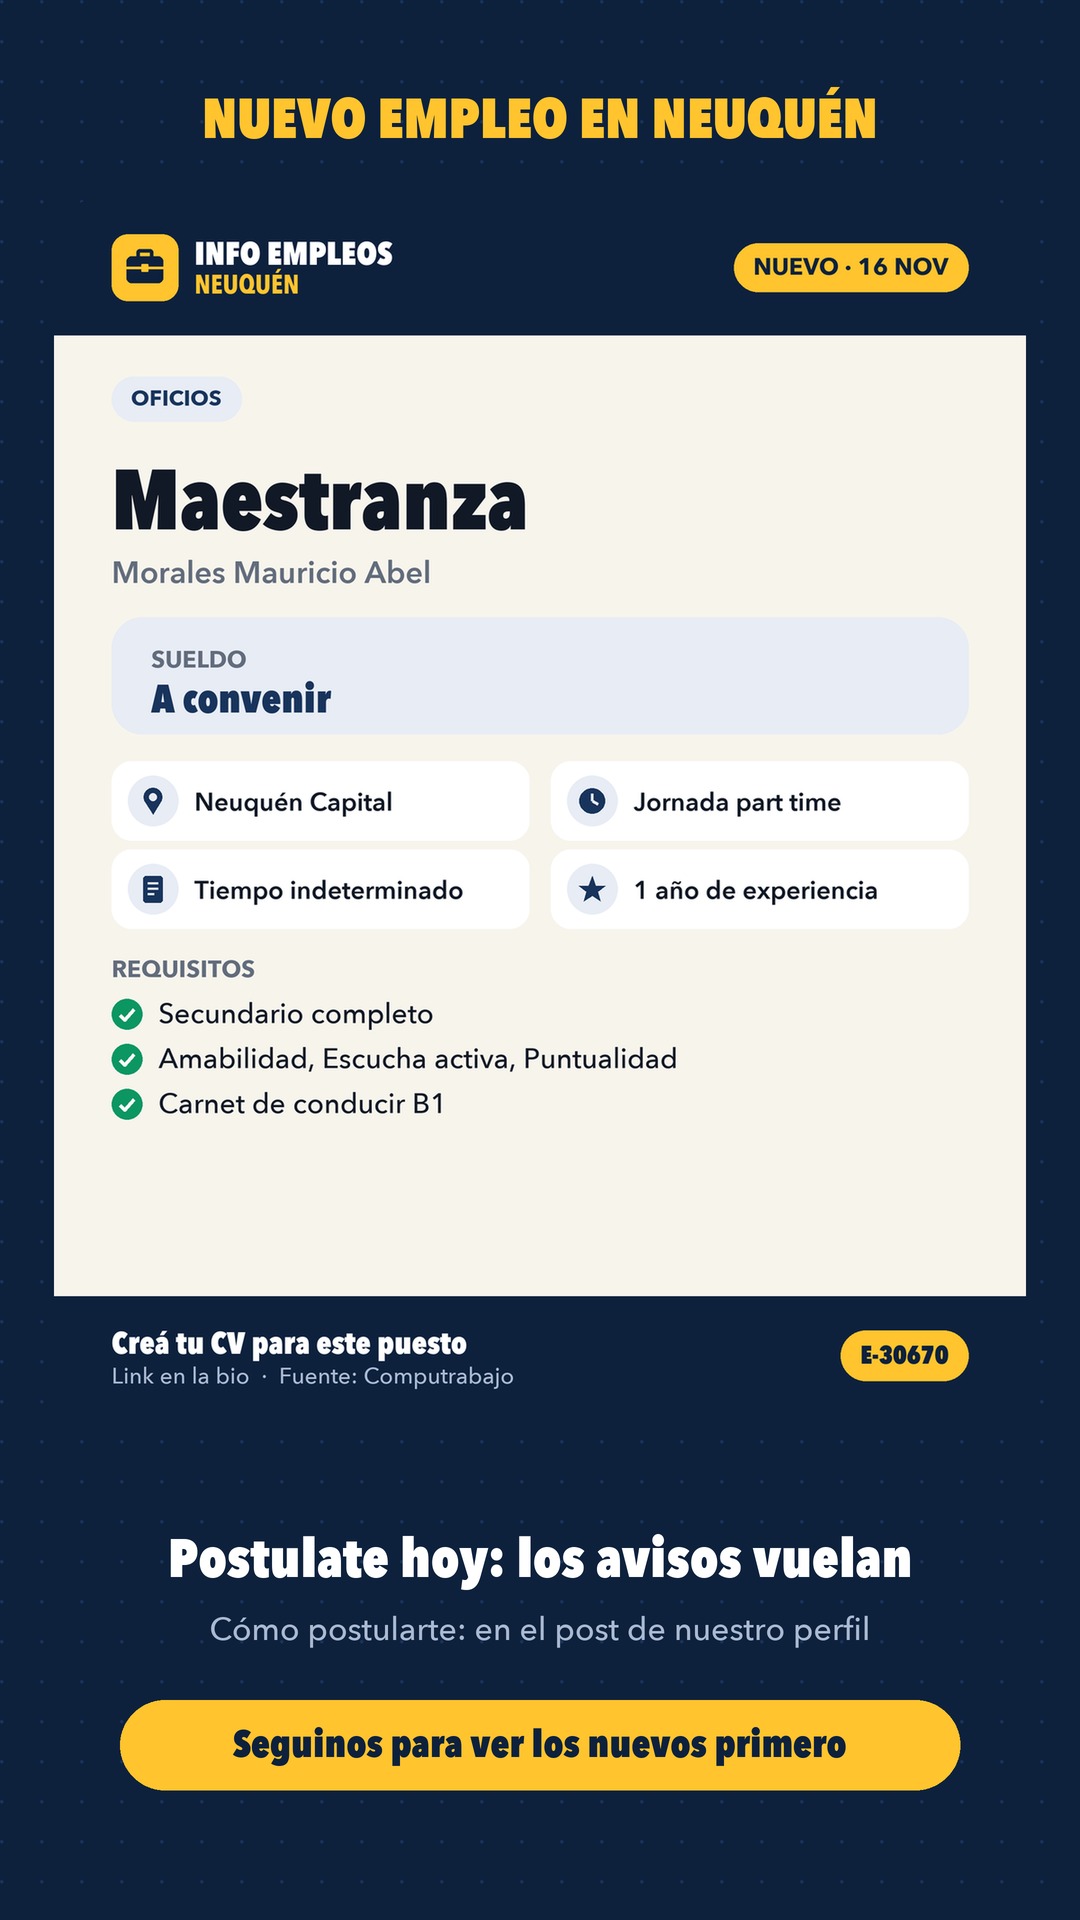 NUEVO EMPLEO EN NEUQUÉN
INFO EMPLEOS
NEUQUÉN
NUEVO · 16 NOV
OFICIOS
Maestranza
Morales Mauricio Abel
SUELDO
A convenir
Neuquén Capital
Jornada part time
Tiempo indeterminado
1 año de experiencia
REQUISITOS
Secundario completo
Amabilidad, Escucha activa, Puntualidad
Carnet de conducir B1
Creá tu CV para este puesto
Link en la bio · Fuente: Computrabajo
E-30670
Postulate hoy: los avisos vuelan
Cómo postularte: en el post de nuestro perfil
Seguinos para ver los nuevos primero